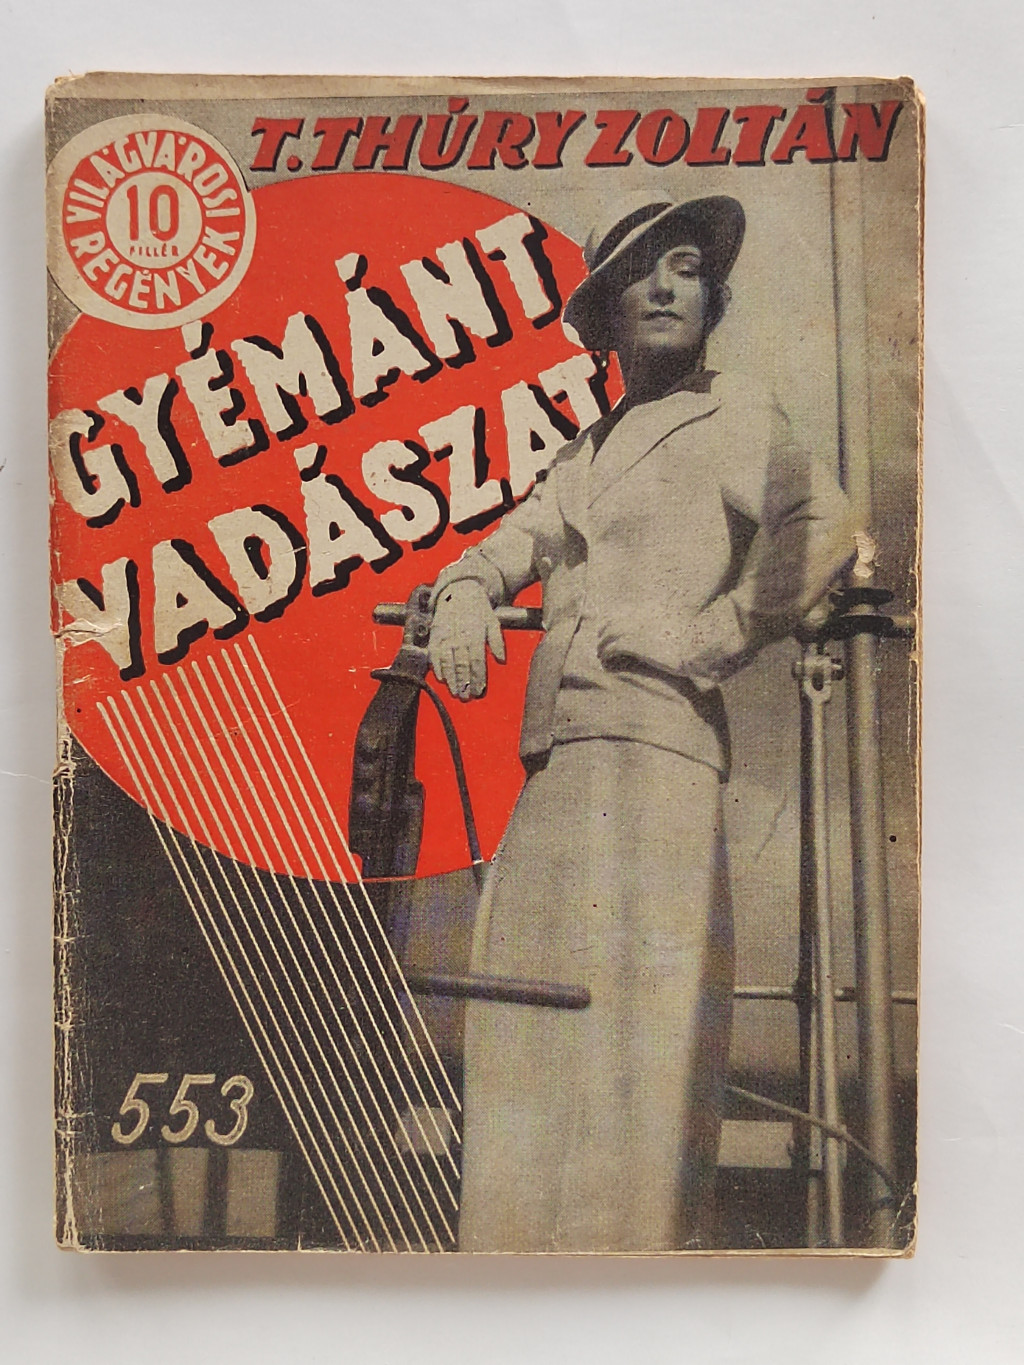 T. THÚRY ZOLTÁN
VILÁGVÁROSI
10
FILLÉR
REGÉNYEK
GYÉMÁNT
VADÁSZAT
553